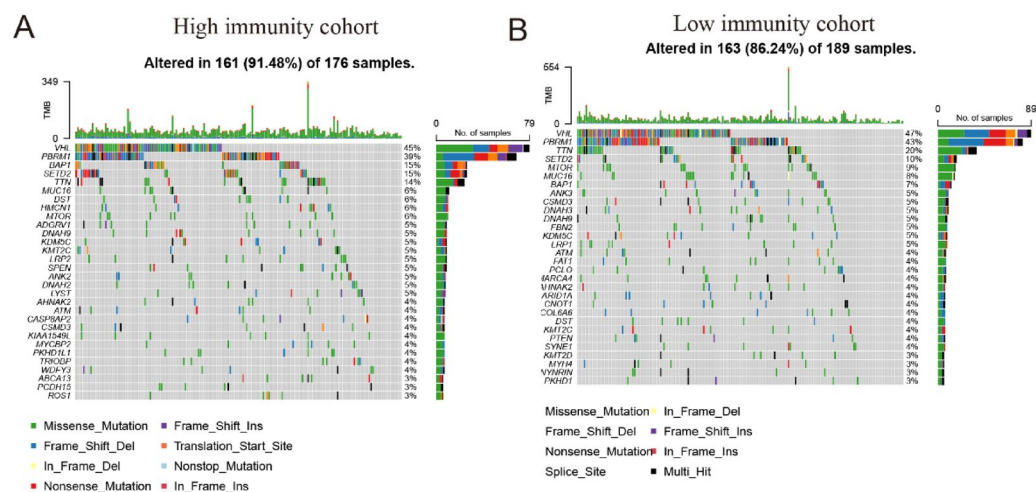 A
High immunity cohort
Altered in 161 (91.48%) of 176 samples.
349
TMB
0
0 79
No. of samples
VHL 45%
PBRM1 39%
BAP1 15%
SETD2 15%
TTN 14%
MUC16 6%
DST 6%
HMCN1 6%
MTOR 6%
ADGRV1 5%
DNAH9 5%
KDM5C 5%
KMT2C 5%
LRP2 5%
SPEN 5%
ANK2 5%
DNAH2 5%
LYST 5%
AHNAK2 4%
ATM 4%
CASP8AP2 4%
CSMD3 4%
KIAA1549L 4%
MYCBP2 4%
PKHD1L1 4%
TRIOBP 4%
WDFY3 4%
ABCA13 3%
PCDH15 3%
ROS1 3%
Missense_Mutation Frame_Shift_Ins
Frame_Shift_Del Translation_Start_Site
In_Frame_Del Nonstop_Mutation
Nonsense_Mutation In_Frame_Ins
B
Low immunity cohort
Altered in 163 (86.24%) of 189 samples.
654
TMB
0
0 89
No. of samples
VHL 47%
PBRM1 43%
TTN 20%
SETD2 10%
MTOR 9%
MUC16 8%
BAP1 7%
ANK3 5%
CSMD3 5%
DNAH3 5%
DNAH9 5%
FBN2 5%
KDM5C 5%
LRP1 5%
ATM 4%
FAT1 4%
PCLO 4%
MARCA4 4%
AHNAK2 4%
ARID1A 4%
CNOT1 4%
COL6A6 4%
DST 4%
KMT2C 4%
PTEN 4%
SYNE1 4%
KMT2D 3%
MYH4 3%
NYNRIN 3%
PKHD1 3%
Missense_Mutation In_Frame_Del
Frame_Shift_Del Frame_Shift_Ins
Nonsense_Mutation In_Frame_Ins
Splice_Site Multi_Hit